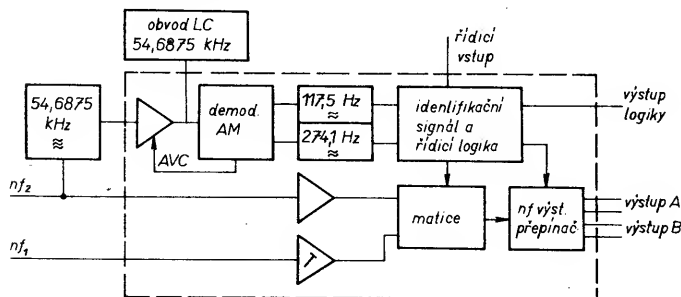 obvod LC
54,6875 kHz
řídicí
vstup
54,6875
kHz
≈
demod.
AM
117,5 Hz
≈
274,1 Hz
≈
identifikační
signál a
řídicí logika
výstup
logiky
AVC
nf₂
matice
nf výst.
přepínač
výstup A
výstup B
nf₁
T